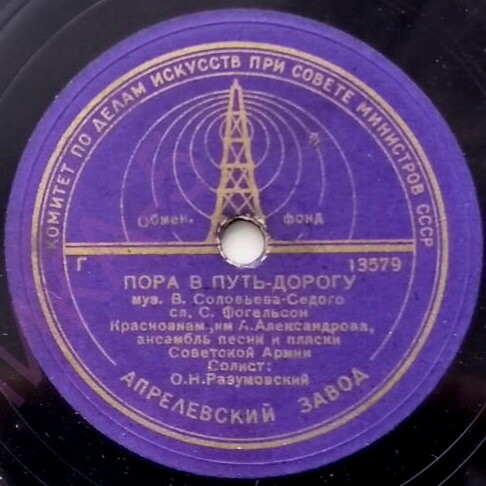 КОМИТЕТ ПО ДЕЛАМ ИСКУССТВ ПРИ СОВЕТЕ МИНИСТРОВ СССР
Обмен. фонд
Г 13579
ПОРА В ПУТЬ-ДОРОГУ
муз. В. Соловьева-Седого
сл. С. Фогельсон
Краснознам. им А.Александрова,
ансамбль песни и пляски
Советской Армии
Солист:
О.Н.Разумовский
АПРЕЛЕВСКИЙ ЗАВОД